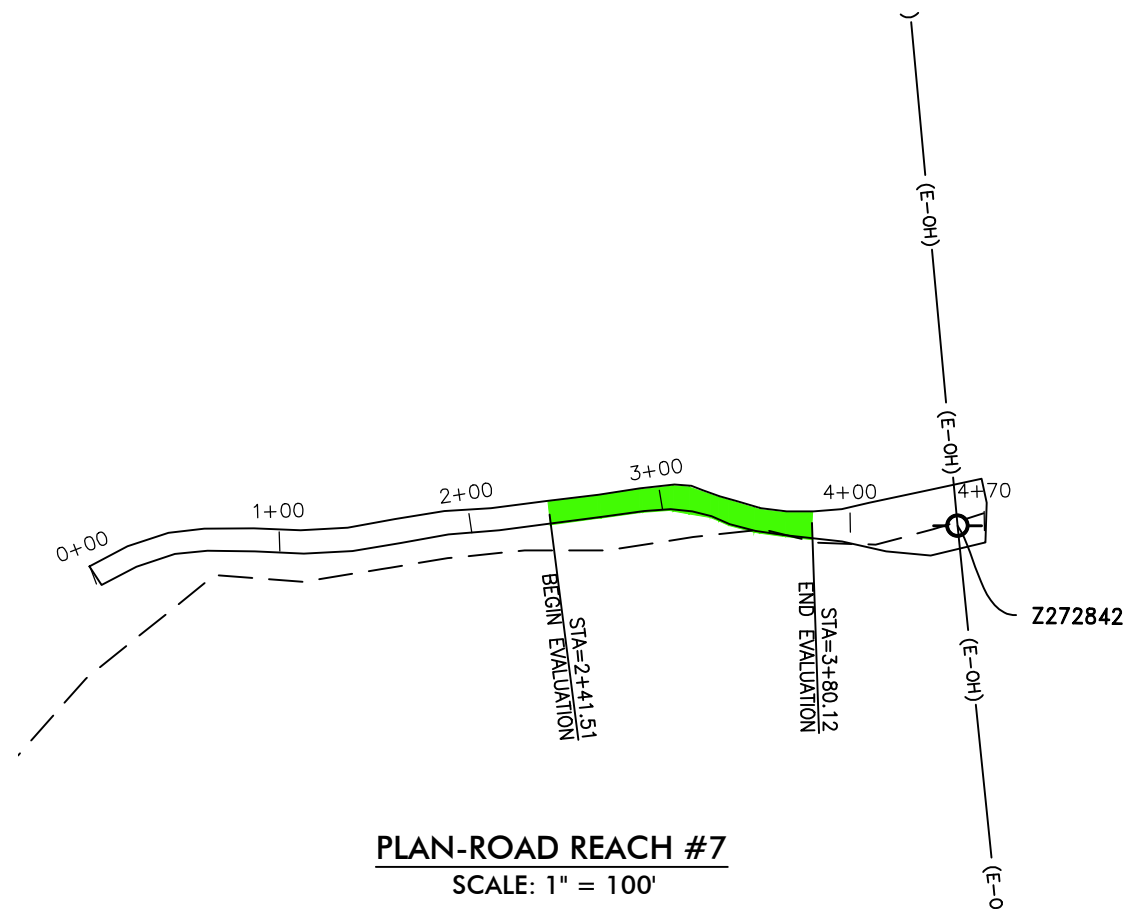 )
(E-OH)
(E-OH)
0+00
1+00
2+00
3+00
4+00
4+70
STA=2+41.51
BEGIN EVALUATION
STA=3+80.12
END EVALUATION
Z272842
(E-OH)
(E-O
PLAN-ROAD REACH #7
SCALE: 1" = 100'